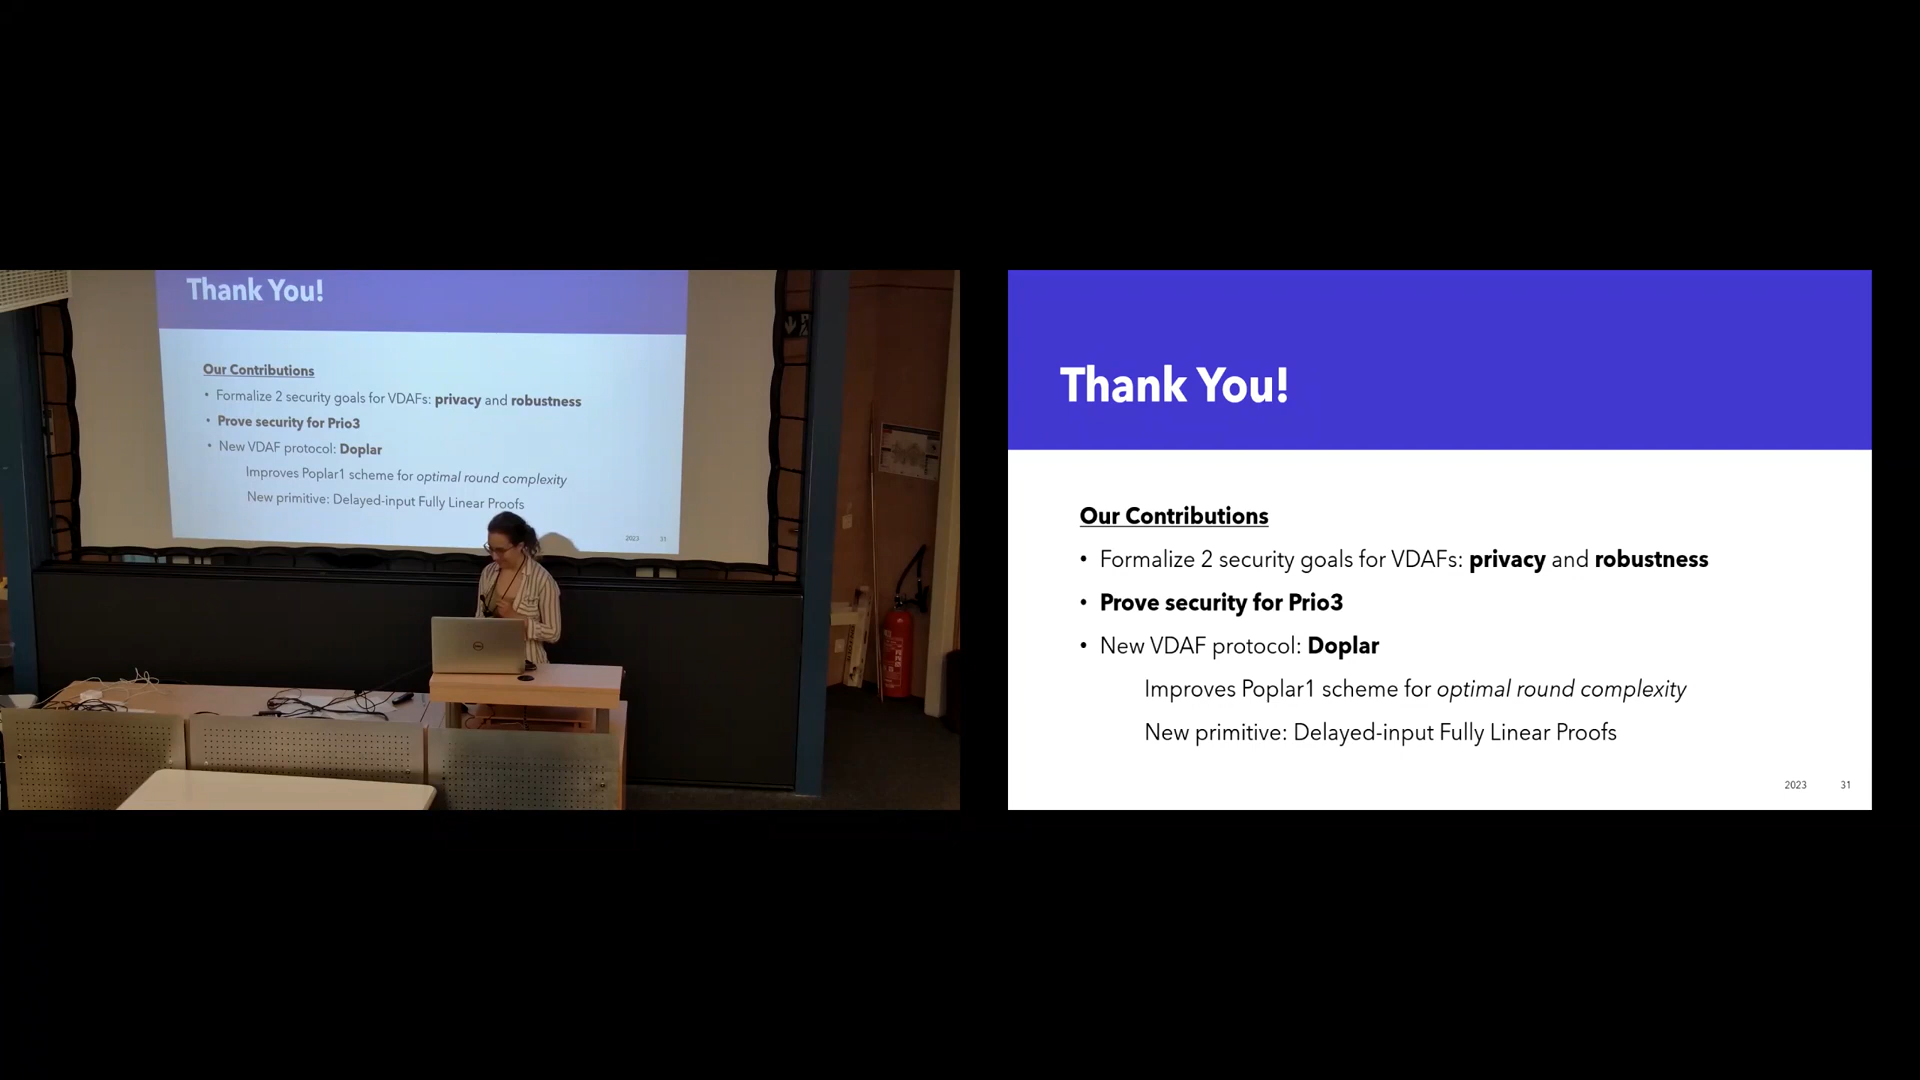 Thank You!
Our Contributions
• Formalize 2 security goals for VDAFs: privacy and robustness
• Prove security for Prio3
• New VDAF protocol: Doplar
Improves Poplar1 scheme for optimal round complexity
New primitive: Delayed-input Fully Linear Proofs
2023 31
Thank You!
Our Contributions
• Formalize 2 security goals for VDAFs: privacy and robustness
• Prove security for Prio3
• New VDAF protocol: Doplar
Improves Poplar1 scheme for optimal round complexity
New primitive: Delayed-input Fully Linear Proofs
2023 31